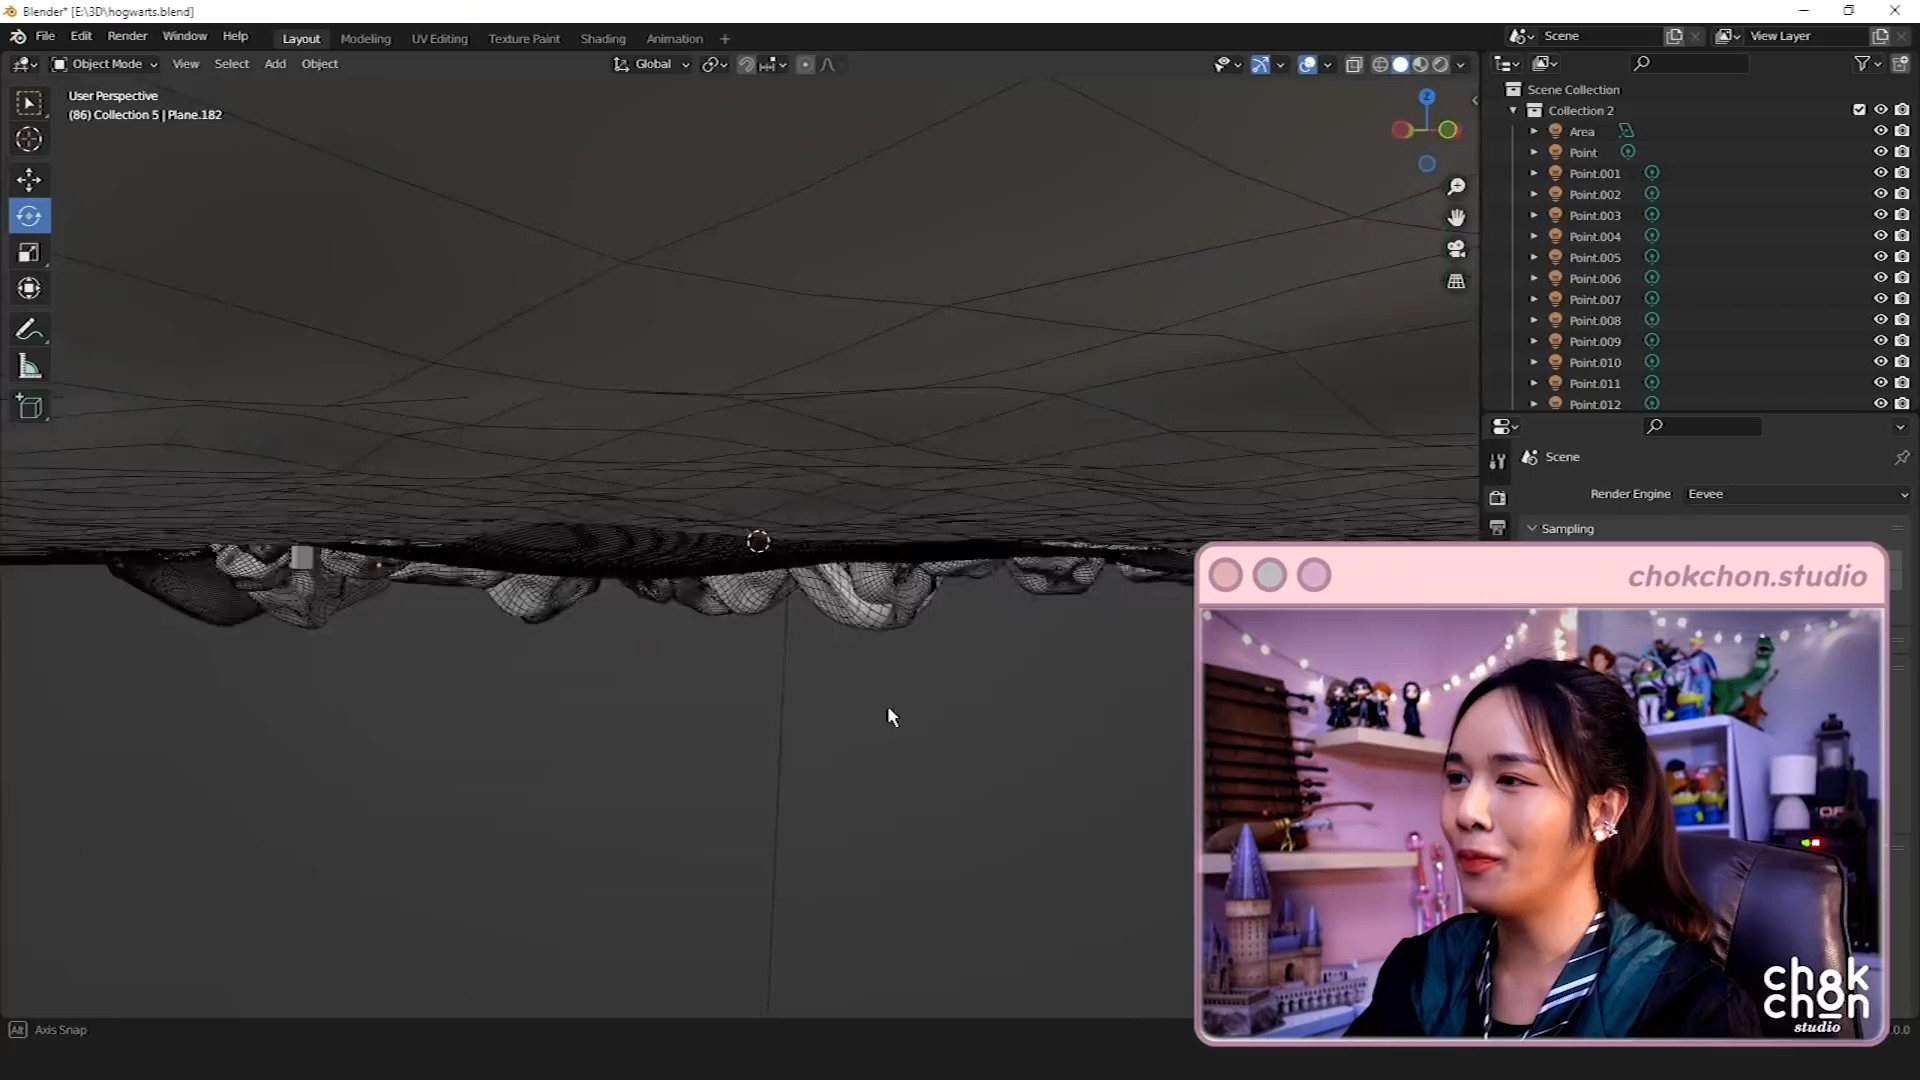 Blender* [E:\3D\hogwarts.blend]
File Edit Render Window Help Layout Modeling UV Editing Texture Paint Shading Animation +
Scene View Layer
Object Mode View Select Add Object Global
User Perspective
(86) Collection 5 | Plane.182
Z
Scene Collection
Collection 2
Area
Point
Point.001
Point.002
Point.003
Point.004
Point.005
Point.006
Point.007
Point.008
Point.009
Point.010
Point.011
Point.012
Scene
Render Engine Eevee
Sampling
chokchon.studio
chok
chon
studio
Alt Axis Snap